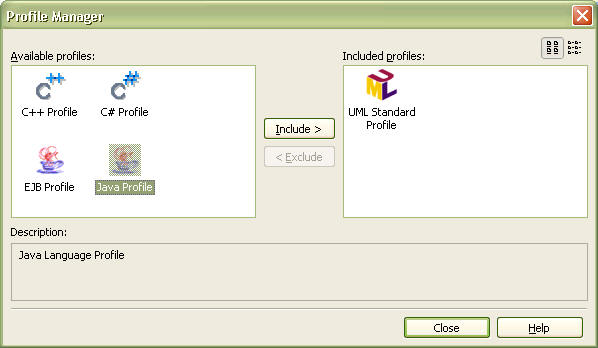 Profile Manager
Available profiles:
Included profiles:
C++ Profile
C# Profile
UML Standard
Profile
Include >
< Exclude
EJB Profile
Java Profile
Description:
Java Language Profile
Close
Help